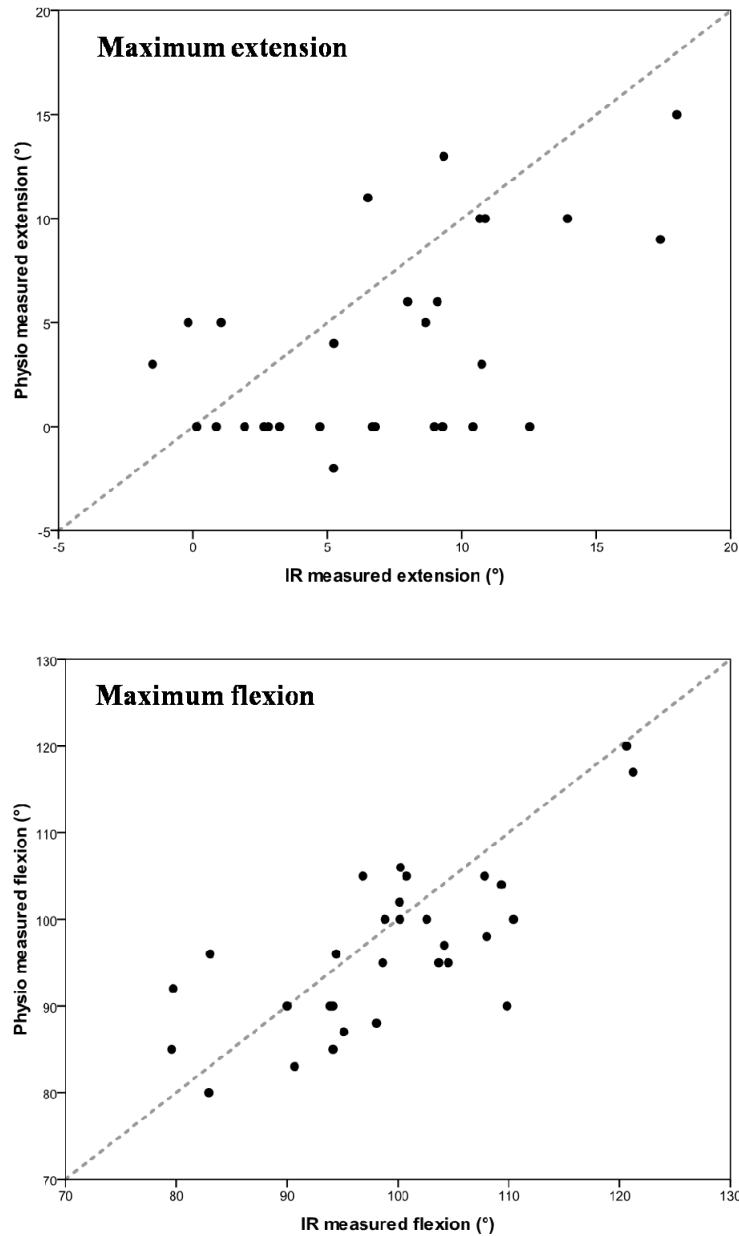 Maximum extension
20
15
10
5
0
-5
Physio measured extension (°)
-5 0 5 10 15 20
IR measured extension (°)
Maximum flexion
130
120
110
100
90
80
70
Physio measured flexion (°)
70 80 90 100 110 120 130
IR measured flexion (°)